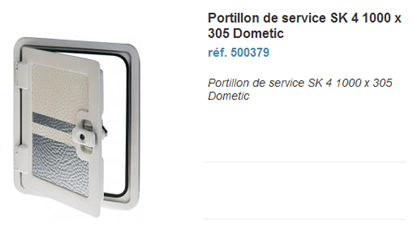 Portillon de service SK 4 1000 x
305 Dometic
réf. 500379
Portillon de service SK 4 1000 x 305
Dometic